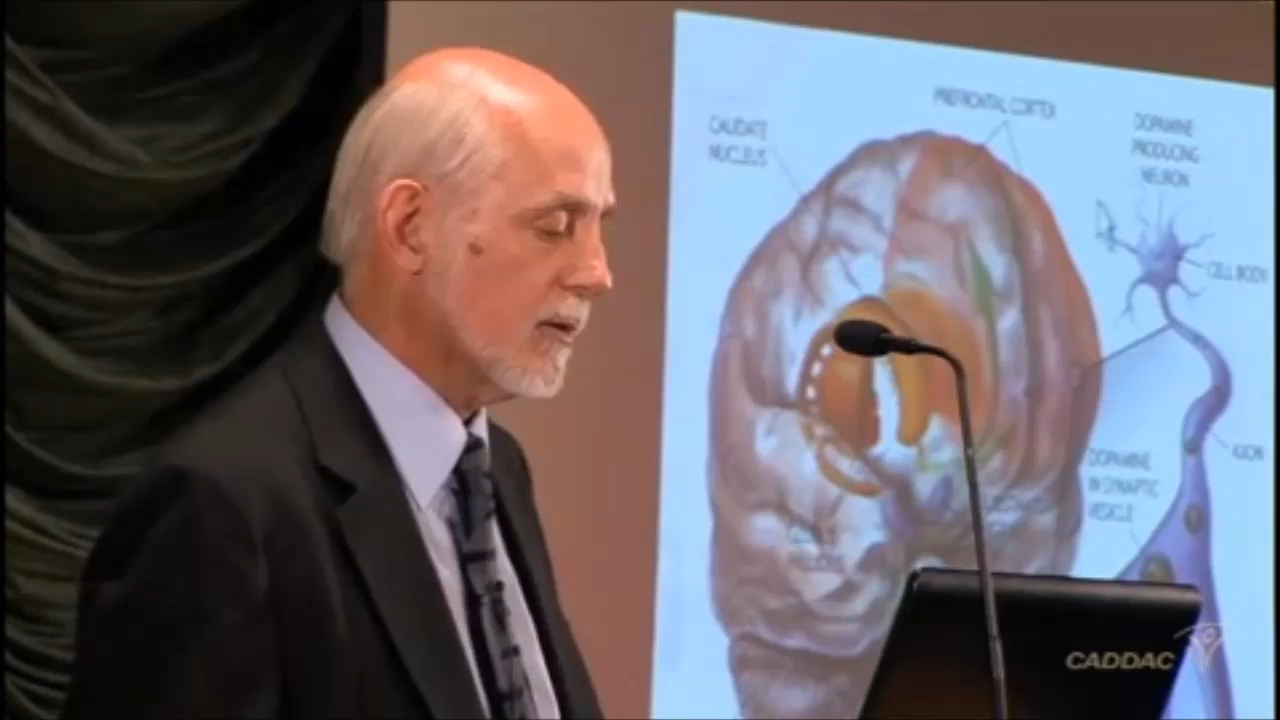 PREFRONTAL CORTEX
CAUDATE
NUCLEUS
DOPAMINE
PRODUCING
NEURON
CELL BODY
AXON
DOPAMINE
IN SYNAPTIC
VESICLE
CADDAC